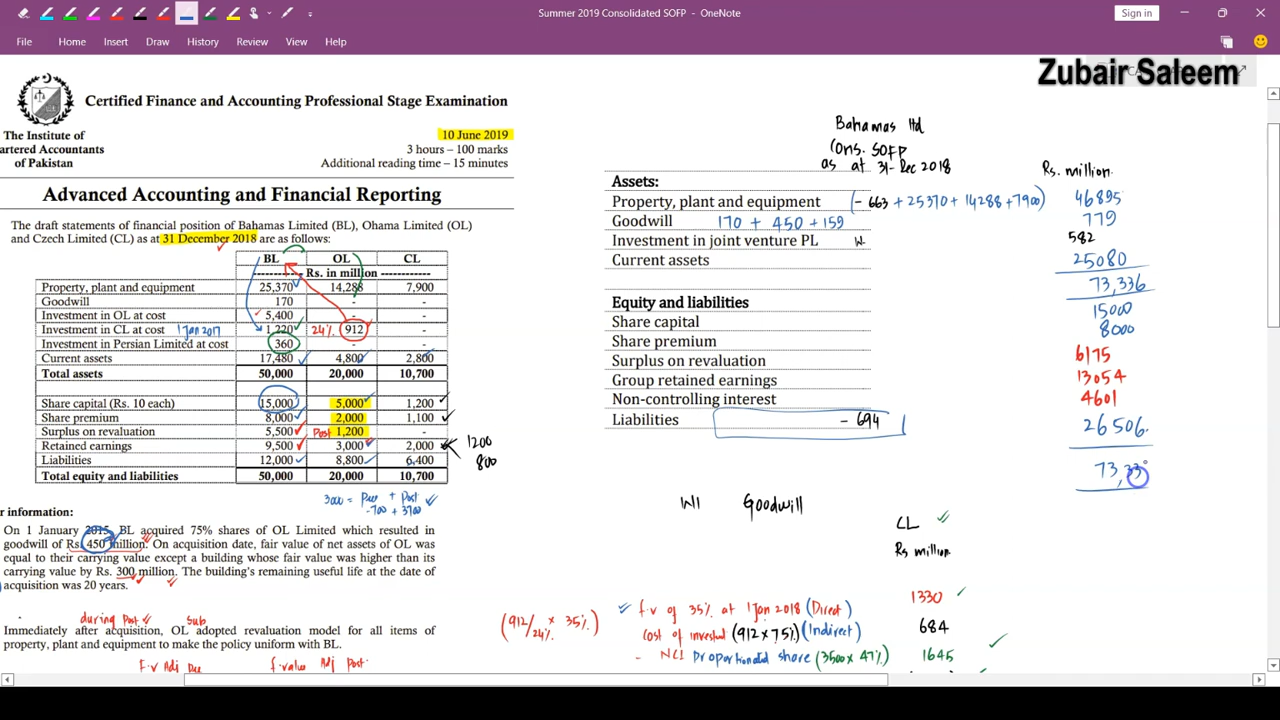 Summer 2019 Consolidated SOFP - OneNote
Sign in
File Home Insert Draw History Review View Help
Zubair Saleem
Certified Finance and Accounting Professional Stage Examination
The Institute of
rtered Accountants
of Pakistan
10 June 2019
3 hours – 100 marks
Additional reading time – 15 minutes
Advanced Accounting and Financial Reporting
The draft statements of financial position of Bahamas Limited (BL), Ohama Limited (OL)
and Czech Limited (CL) as at 31 December 2018 are as follows:
BL OL CL
----------- Rs. in million ------------
Property, plant and equipment 25,370 14,288 7,900
Goodwill 170 - -
Investment in OL at cost 5,400 - -
Investment in CL at cost 1 Jan 2017 1,220 24% 912 -
Investment in Persian Limited at cost 360 - -
Current assets 17,480 4,800 2,800
Total assets 50,000 20,000 10,700
Share capital (Rs. 10 each) 15,000 5,000 1,200
Share premium 8,000 2,000 1,100
Surplus on revaluation 5,500 Post 1,200 -
Retained earnings 9,500 3,000 2,000 1200
Liabilities 12,000 8,800 6,400 800
Total equity and liabilities 50,000 20,000 10,700
3000 = Pre + Post
-700 + 3700
r information:
On 1 January 2015 BL acquired 75% shares of OL Limited which resulted in
goodwill of Rs. 450 million. On acquisition date, fair value of net assets of OL was
equal to their carrying value except a building whose fair value was higher than its
carrying value by Rs. 300 million. The building's remaining useful life at the date of
acquisition was 20 years.
during Post Sub
Immediately after acquisition, OL adopted revaluation model for all items of
property, plant and equipment to make the policy uniform with BL.
f.v Adj Pre f.value Adj Post
Bahamas ltd
Cons. SOFP
as at 31-Dec 2018
Rs. million
Assets:
Property, plant and equipment (- 663 + 25370 + 14288 + 7900) 46895
Goodwill 170 + 450 + 159 779
Investment in joint venture PL W 582
Current assets 25080
73,336
Equity and liabilities
Share capital 15000
Share premium 8000
Surplus on revaluation 6175
Group retained earnings 13054
Non-controlling interest 4601
Liabilities - 694 26506
73,33
W1 Goodwill
CL
Rs million
(912/24% × 35%) f.v of 35% at 1 Jan 2018 (Direct) 1330
Cost of invested (912 x 75%) (Indirect) 684
- NCI Proportionated share (3500 x 47%) 1645